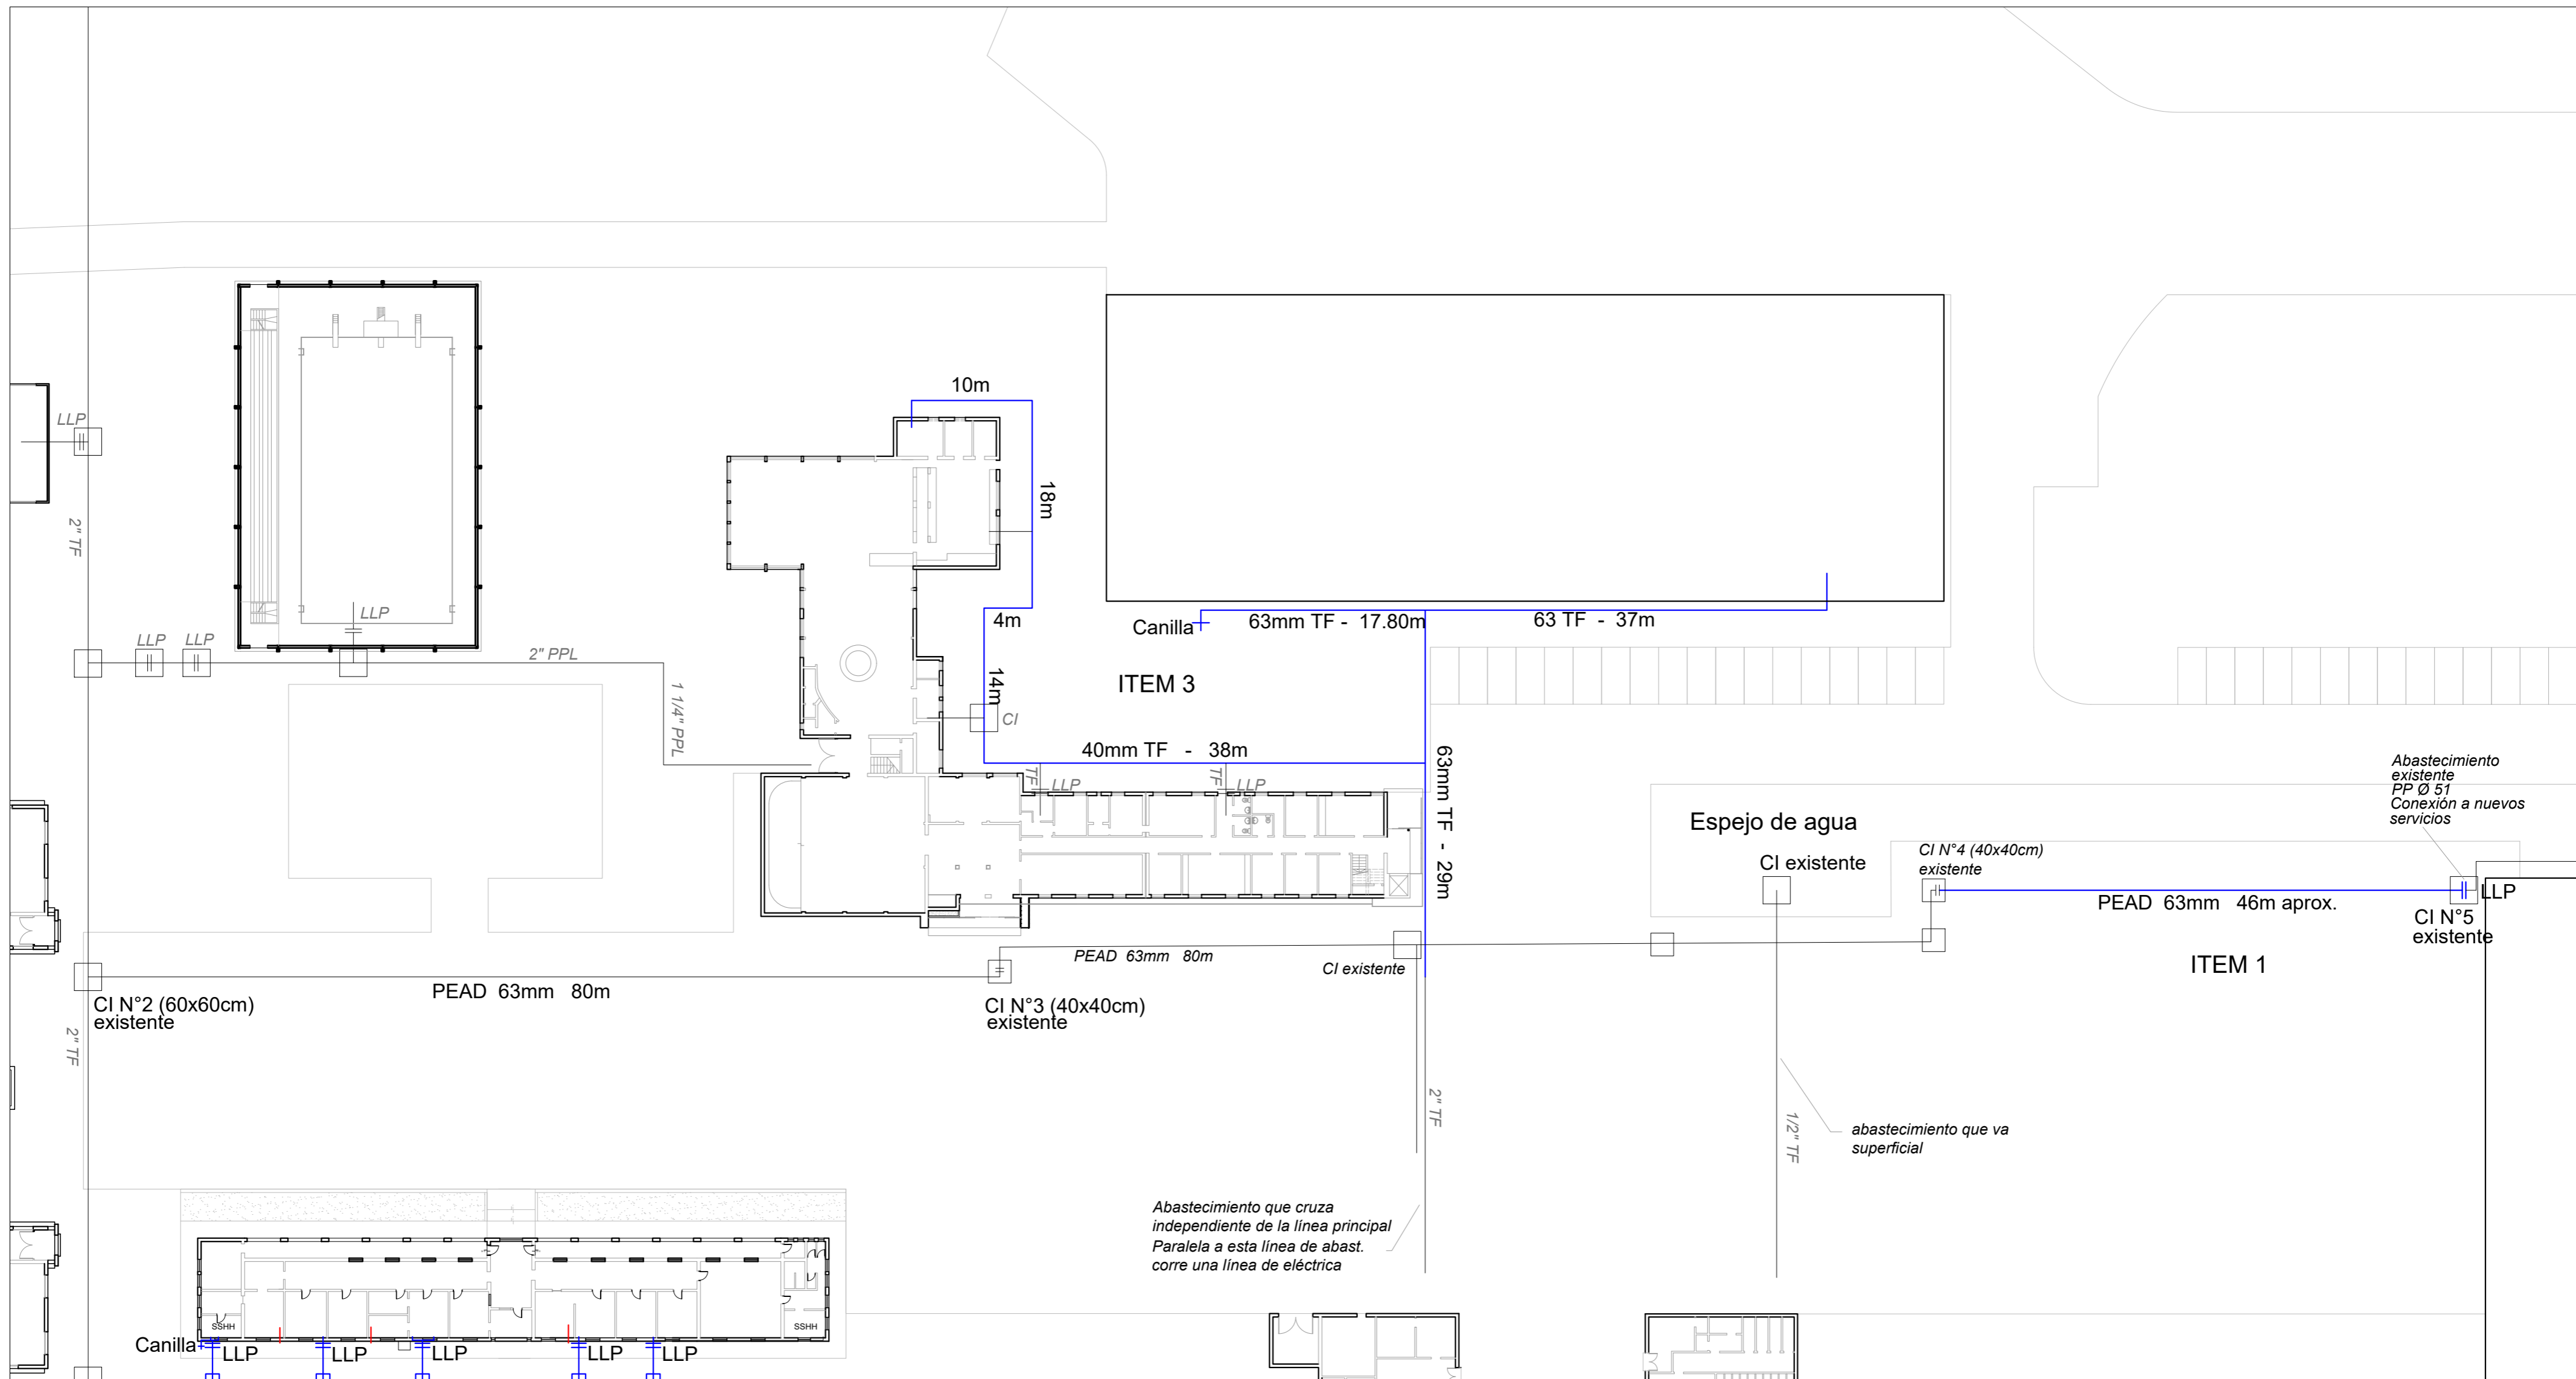 10m
LLP
18m
2" TF
LLP
4m
63mm TF - 17.80m
63 TF - 37m
Canilla
LLP
LLP
2" PPL
ITEM 3
14m
1 1/4" PPL
CI
40mm TF - 38m
63mm TF - 29m
TF
LLP
TF
LLP
Abastecimiento
existente
PP Ø 51
Conexión a nuevos
servicios
Espejo de agua
CI existente
CI N°4 (40x40cm)
existente
LLP
PEAD 63mm 46m aprox.
CI N°5
existente
PEAD 63mm 80m
CI existente
ITEM 1
PEAD 63mm 80m
CI N°2 (60x60cm)
existente
CI N°3 (40x40cm)
existente
2" TF
2" TF
1/2" TF
abastecimiento que va
superficial
Abastecimiento que cruza
independiente de la línea principal
Paralela a esta línea de abast.
corre una línea de eléctrica
SSHH
SSHH
Canilla
LLP
LLP
LLP
LLP
LLP